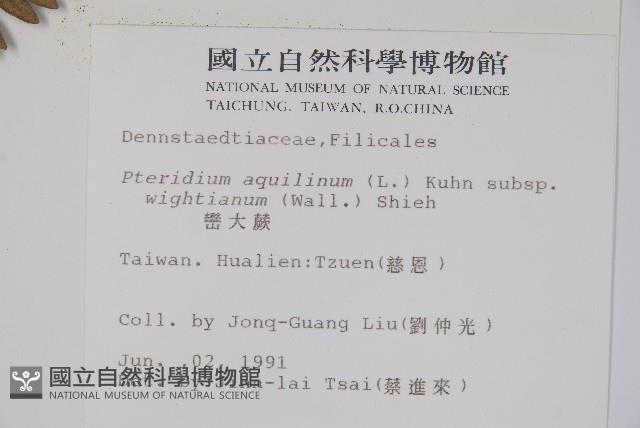 國立自然科學博物館
NATIONAL MUSEUM OF NATURAL SCIENCE
TAICHUNG, TAIWAN, R.O.CHINA
Dennstaedtiaceae,Filicales
Pteridium aquilinum (L.) Kuhn subsp.
wightianum (Wall.) Shieh
巒大蕨
Taiwan. Hualien:Tzuen(慈恩)
Coll. by Jonq-Guang Liu(劉仲光)
Jun. ,02, 1991
-lai Tsai(蔡進來)
國立自然科學博物館
NATIONAL MUSEUM OF NATURAL SCIENCE